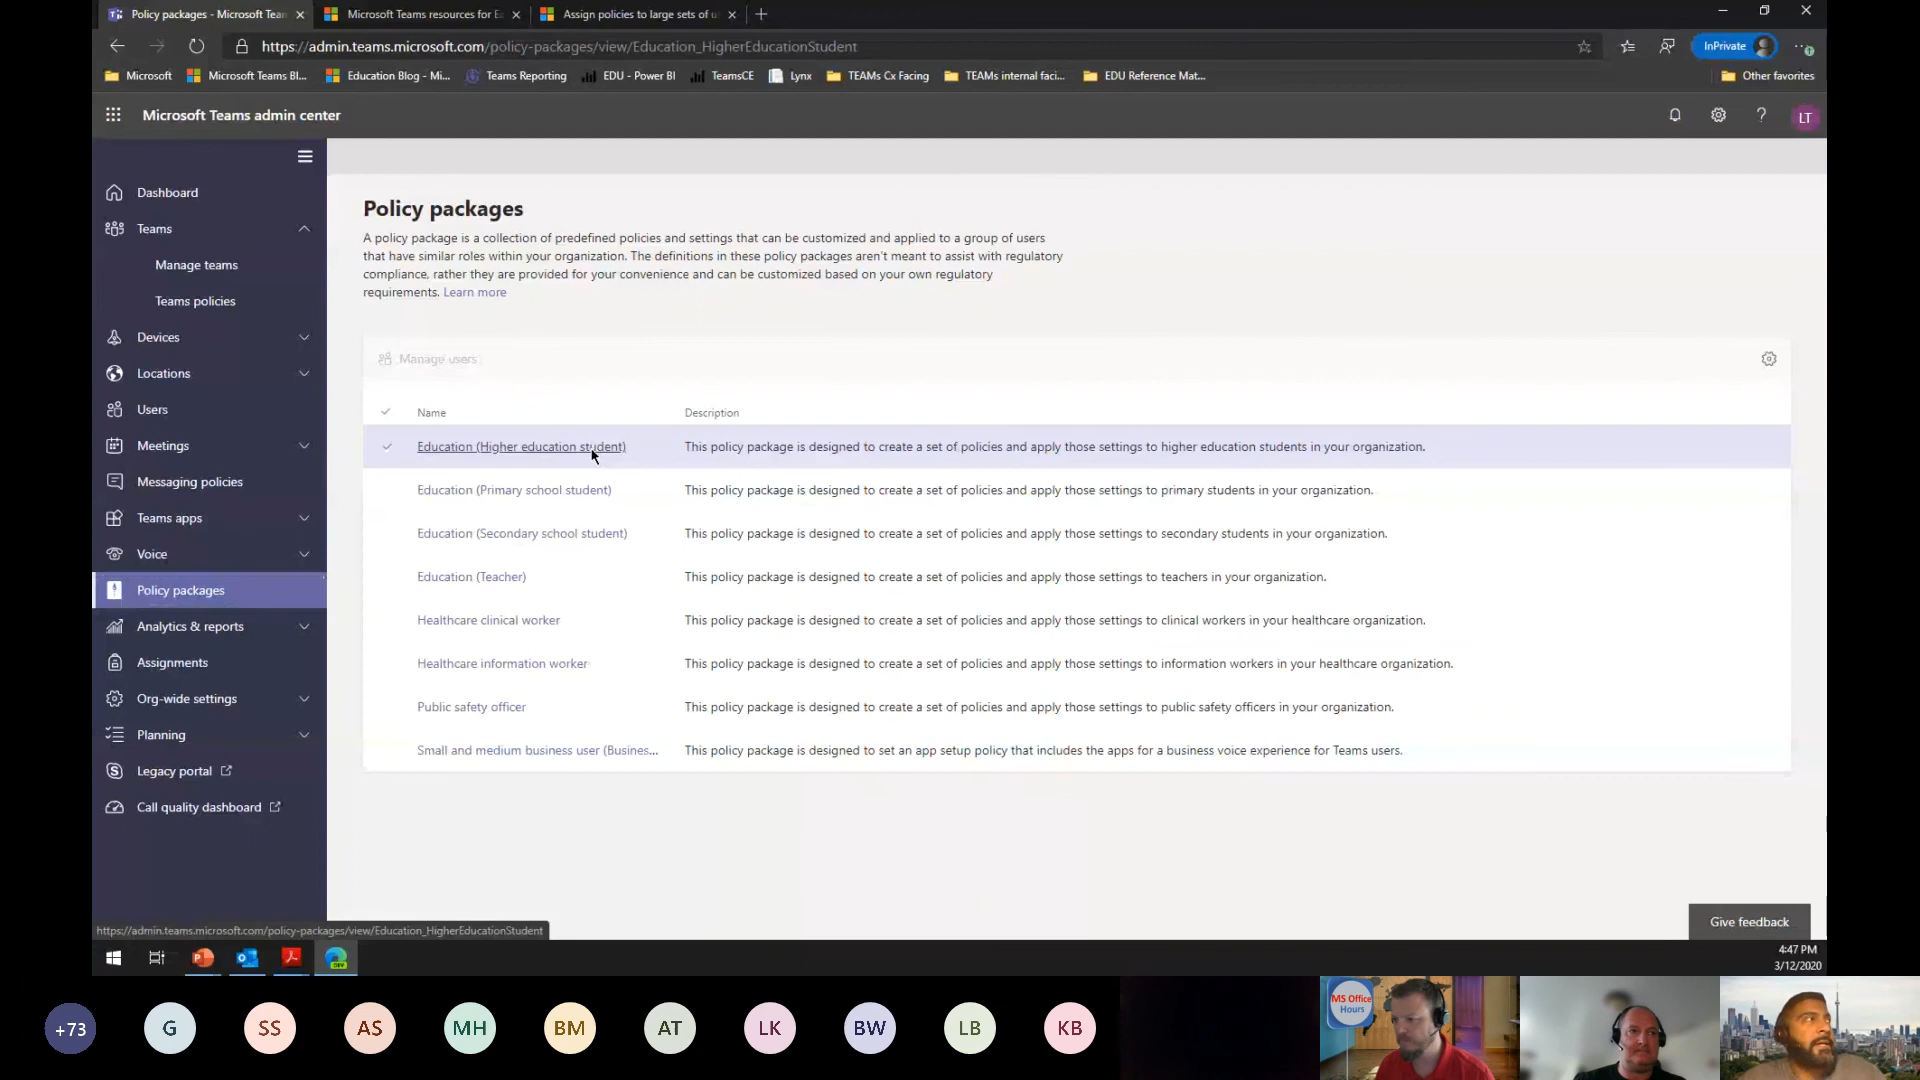 Policy packages - Microsoft Tean
Microsoft Teams resources for E
Assign policies to large sets of u
https://admin.teams.microsoft.com/policy-packages/view/Education_HigherEducationStudent
InPrivate
Microsoft
Microsoft Teams Bl...
Education Blog - Mi...
Teams Reporting
EDU - Power BI
TeamsCE
Lynx
TEAMs Cx Facing
TEAMs internal faci...
EDU Reference Mat...
Other favorites
Microsoft Teams admin center
LT
Dashboard
Teams
Manage teams
Teams policies
Devices
Locations
Users
Meetings
Messaging policies
Teams apps
Voice
Policy packages
Analytics & reports
Assignments
Org-wide settings
Planning
Legacy portal
Call quality dashboard
Policy packages
A policy package is a collection of predefined policies and settings that can be customized and applied to a group of users
that have similar roles within your organization. The definitions in these policy packages aren't meant to assist with regulatory
compliance, rather they are provided for your convenience and can be customized based on your own regulatory
requirements. Learn more
Manage users
Name Description
Education (Higher education student) This policy package is designed to create a set of policies and apply those settings to higher education students in your organization.
Education (Primary school student) This policy package is designed to create a set of policies and apply those settings to primary students in your organization.
Education (Secondary school student) This policy package is designed to create a set of policies and apply those settings to secondary students in your organization.
Education (Teacher) This policy package is designed to create a set of policies and apply those settings to teachers in your organization.
Healthcare clinical worker This policy package is designed to create a set of policies and apply those settings to clinical workers in your healthcare organization.
Healthcare information worker This policy package is designed to create a set of policies and apply those settings to information workers in your healthcare organization.
Public safety officer This policy package is designed to create a set of policies and apply those settings to public safety officers in your organization.
Small and medium business user (Busines... This policy package is designed to set an app setup policy that includes the apps for a business voice experience for Teams users.
Give feedback
https://admin.teams.microsoft.com/policy-packages/view/Education_HigherEducationStudent
4:47 PM
3/12/2020
+73
G
SS
AS
MH
BM
AT
LK
BW
LB
KB
MS Office
Hours